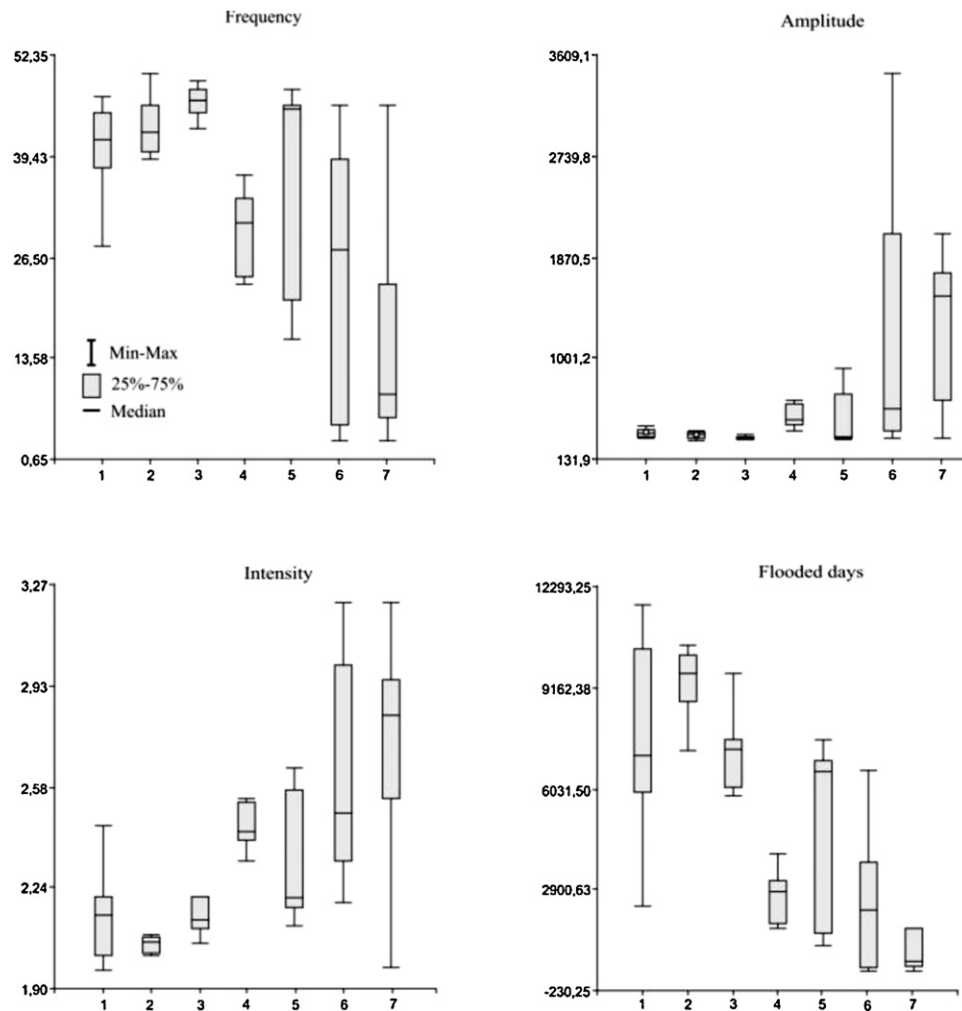 Frequency
52,35
39,43
26,50
13,58
0,65
Min-Max
25%-75%
Median
1 2 3 4 5 6 7
Amplitude
3609,1
2739,8
1870,5
1001,2
131,9
1 2 3 4 5 6 7
Intensity
3,27
2,93
2,58
2,24
1,90
1 2 3 4 5 6 7
Flooded days
12293,25
9162,38
6031,50
2900,63
-230,25
1 2 3 4 5 6 7